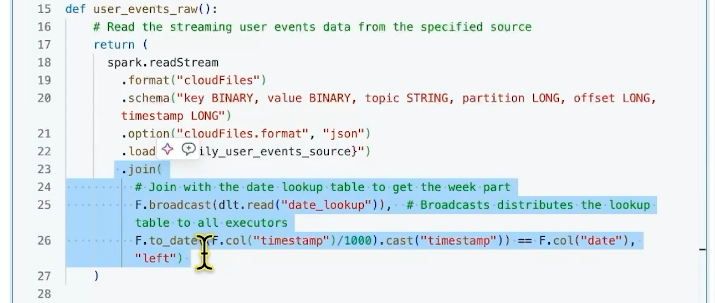 15 def user_events_raw():
16 # Read the streaming user events data from the specified source
17 return (
18 spark.readStream
19 .format("cloudFiles")
20 .schema("key BINARY, value BINARY, topic STRING, partition LONG, offset LONG,
timestamp LONG")
21 .option("cloudFiles.format", "json")
22 .load ily_user_events_source}")
23 .join(
24 # Join with the date lookup table to get the week part
25 F.broadcast(dlt.read("date_lookup")), # Broadcasts distributes the lookup
table to all executors
26 F.to_date( F.col("timestamp")/1000).cast("timestamp")) == F.col("date"),
"left")
27 )
28